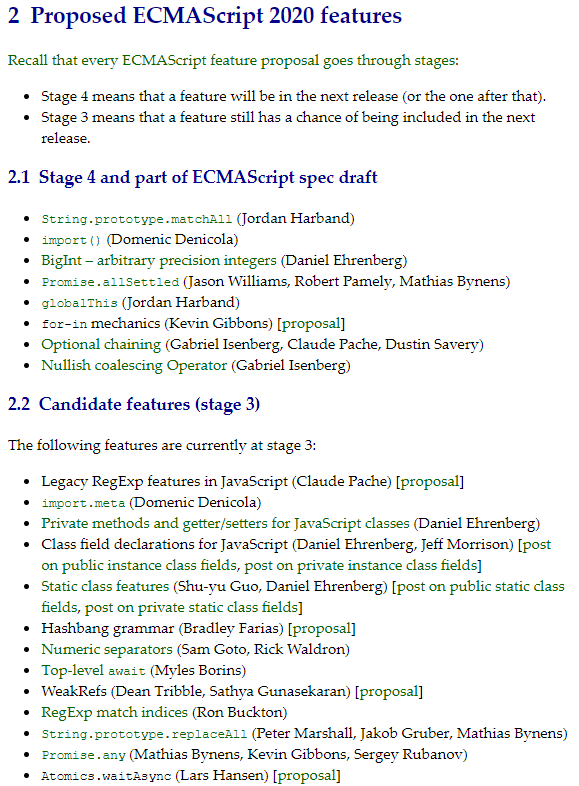 2 Proposed ECMAScript 2020 features
Recall that every ECMAScript feature proposal goes through stages:
• Stage 4 means that a feature will be in the next release (or the one after that).
• Stage 3 means that a feature still has a chance of being included in the next
release.
2.1 Stage 4 and part of ECMAScript spec draft
• String.prototype.matchAll (Jordan Harband)
• import() (Domenic Denicola)
• BigInt – arbitrary precision integers (Daniel Ehrenberg)
• Promise.allSettled (Jason Williams, Robert Pamely, Mathias Bynens)
• globalThis (Jordan Harband)
• for-in mechanics (Kevin Gibbons) [proposal]
• Optional chaining (Gabriel Isenberg, Claude Pache, Dustin Savery)
• Nullish coalescing Operator (Gabriel Isenberg)
2.2 Candidate features (stage 3)
The following features are currently at stage 3:
• Legacy RegExp features in JavaScript (Claude Pache) [proposal]
• import.meta (Domenic Denicola)
• Private methods and getter/setters for JavaScript classes (Daniel Ehrenberg)
• Class field declarations for JavaScript (Daniel Ehrenberg, Jeff Morrison) [post
on public instance class fields, post on private instance class fields]
• Static class features (Shu-yu Guo, Daniel Ehrenberg) [post on public static class
fields, post on private static class fields]
• Hashbang grammar (Bradley Farias) [proposal]
• Numeric separators (Sam Goto, Rick Waldron)
• Top-level await (Myles Borins)
• WeakRefs (Dean Tribble, Sathya Gunasekaran) [proposal]
• RegExp match indices (Ron Buckton)
• String.prototype.replaceAll (Peter Marshall, Jakob Gruber, Mathias Bynens)
• Promise.any (Mathias Bynens, Kevin Gibbons, Sergey Rubanov)
• Atomics.waitAsync (Lars Hansen) [proposal]